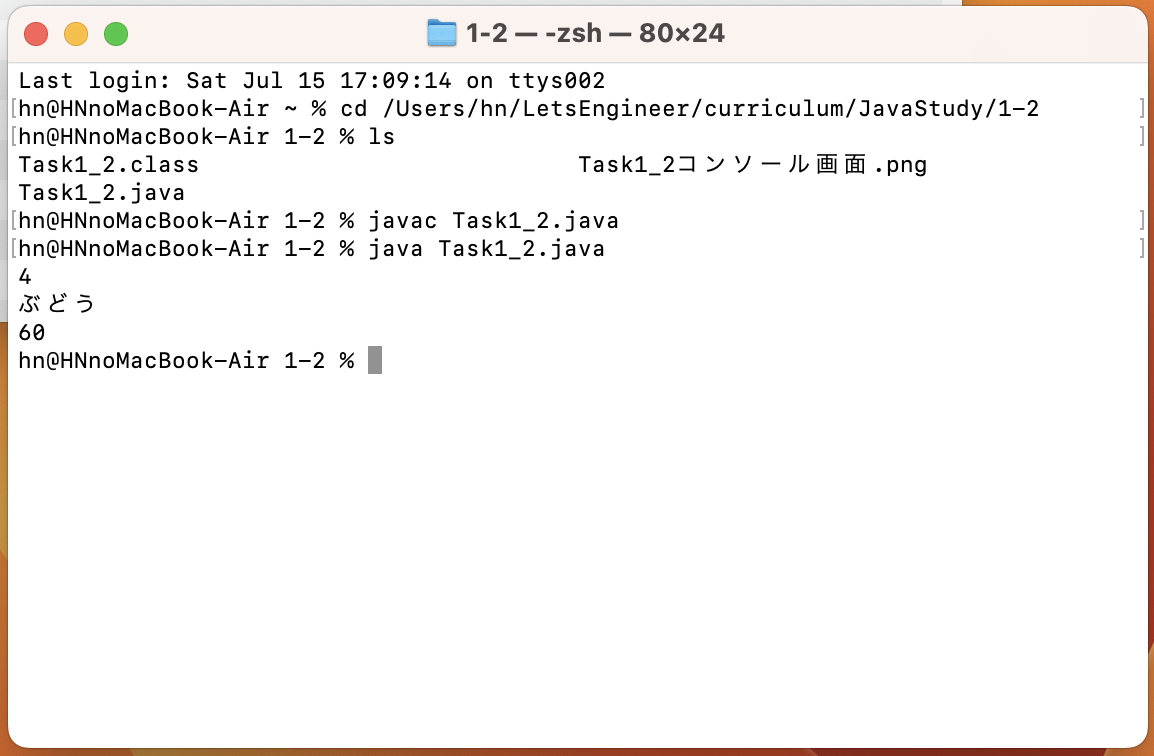 1-2 — -zsh — 80×24
Last login: Sat Jul 15 17:09:14 on ttys002
[hn@HNnoMacBook-Air ~ % cd /Users/hn/LetsEngineer/curriculum/JavaStudy/1-2 ]
[hn@HNnoMacBook-Air 1-2 % ls ]
Task1_2.class Task1_2コンソール画面.png
Task1_2.java
[hn@HNnoMacBook-Air 1-2 % javac Task1_2.java ]
[hn@HNnoMacBook-Air 1-2 % java Task1_2.java ]
4
ぶどう
60
hn@HNnoMacBook-Air 1-2 %